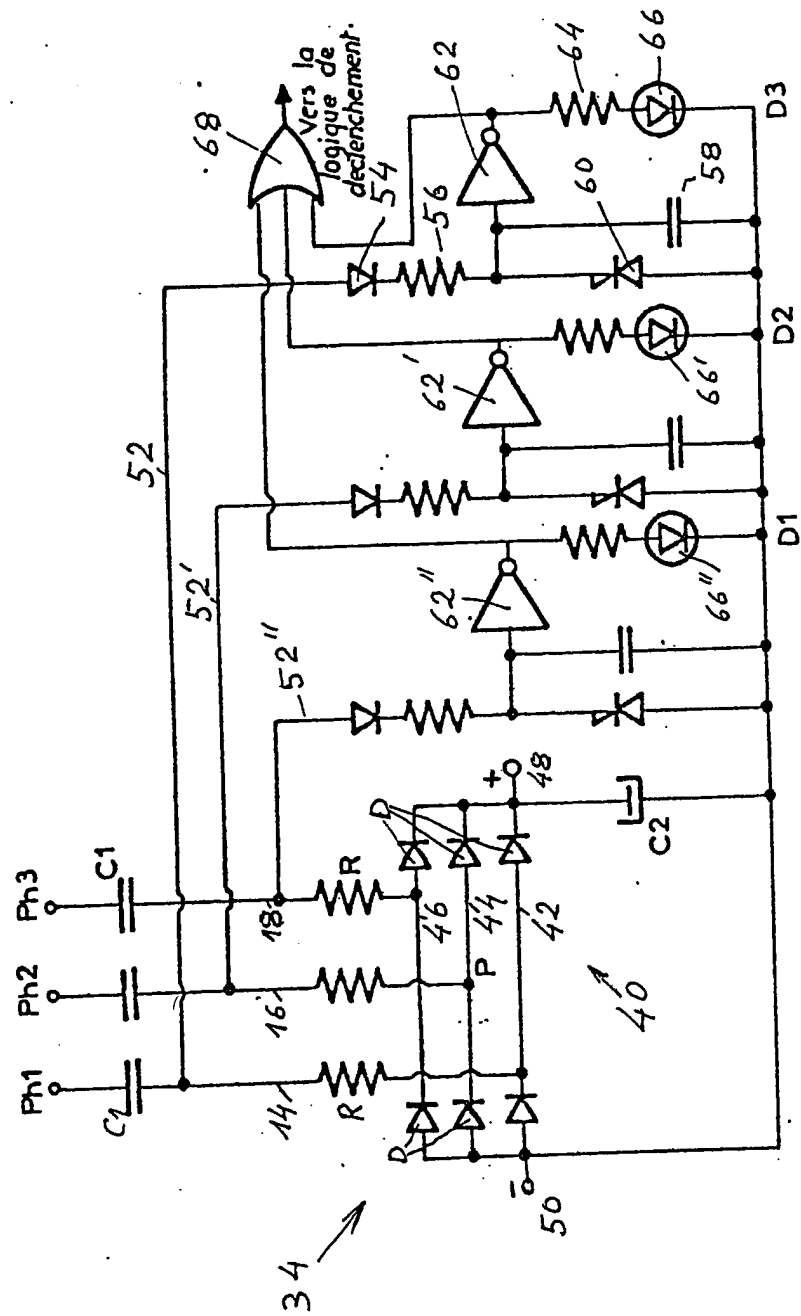 Ph1
Ph2
Ph3
C1
C1
52
52'
52"
14
16
18
R
R
D
D
P
46
44
42
40
34
50
−
+
48
C2
68
Vers la
logique de
declenchement.
54
56
62
62'
62"
64
66
66'
66"
60
58
D1
D2
D3